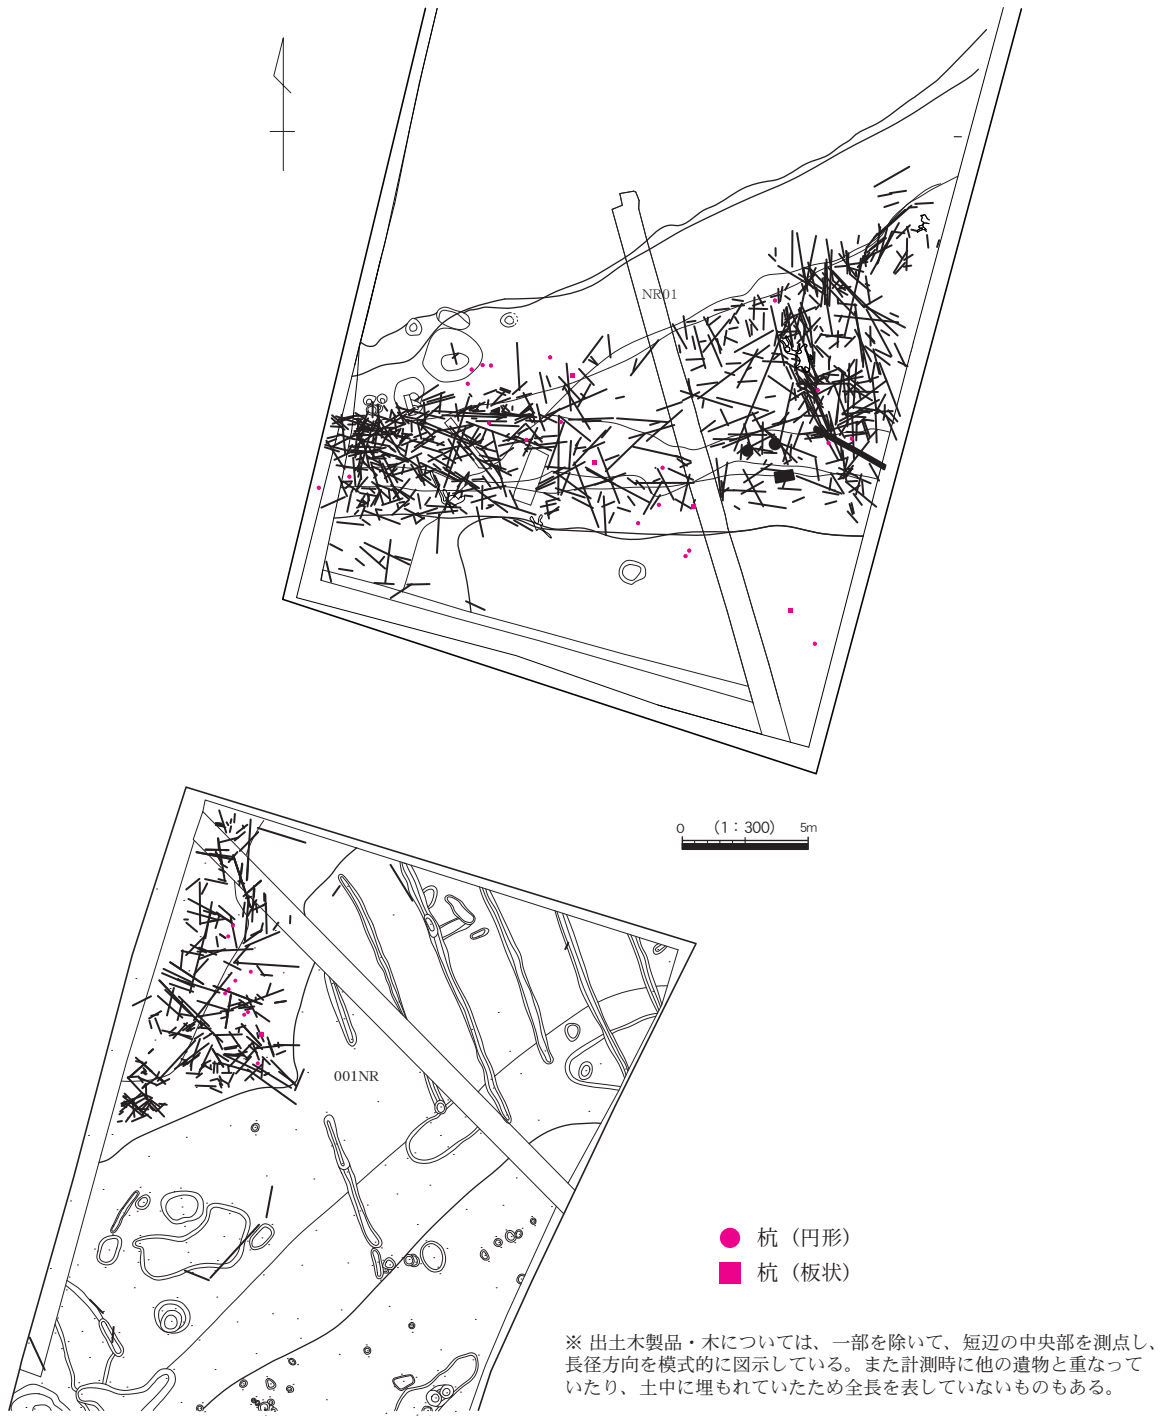 NR01
0 （1：300） 5m
001NR
杭（円形）
杭（板状）
※ 出土木製品・木については、一部を除いて、短辺の中央部を測点し、
長径方向を模式的に図示している。また計測時に他の遺物と重なって
いたり、土中に埋もれていたため全長を表していないものもある。